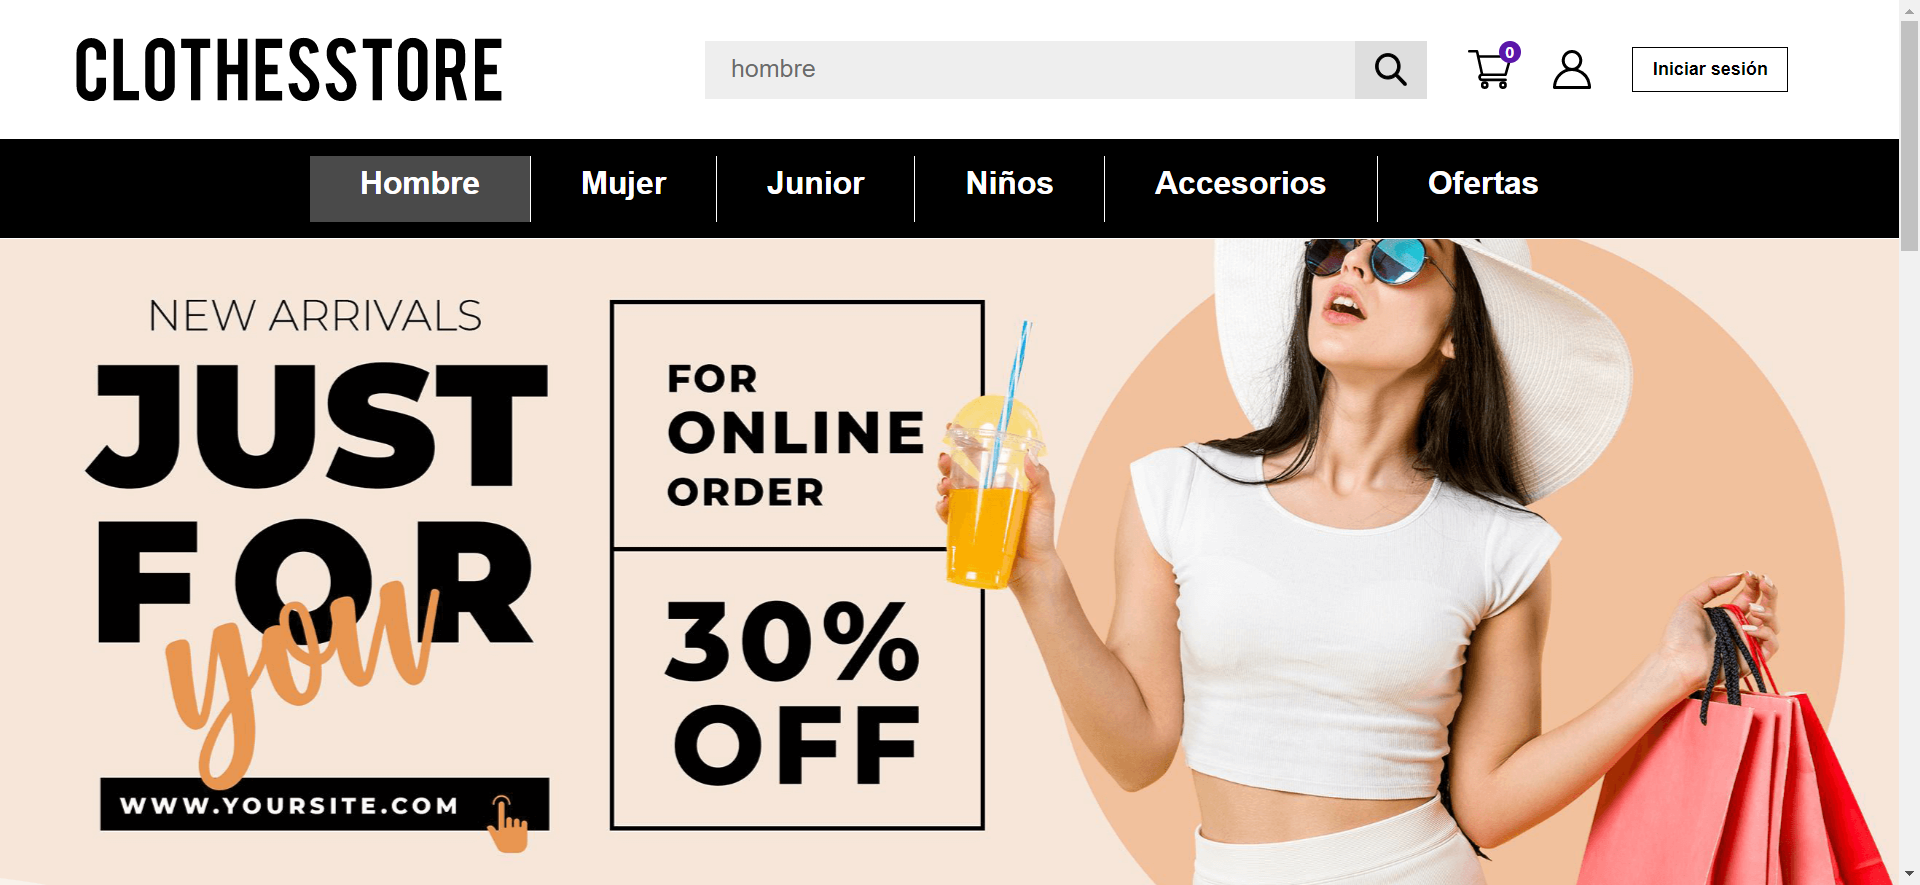 CLOTHESSTORE
hombre
0
Iniciar sesión
Hombre
Mujer
Junior
Niños
Accesorios
Ofertas
NEW ARRIVALS
JUST
FOR
you
WWW.YOURSITE.COM
FOR
ONLINE
ORDER
30%
OFF